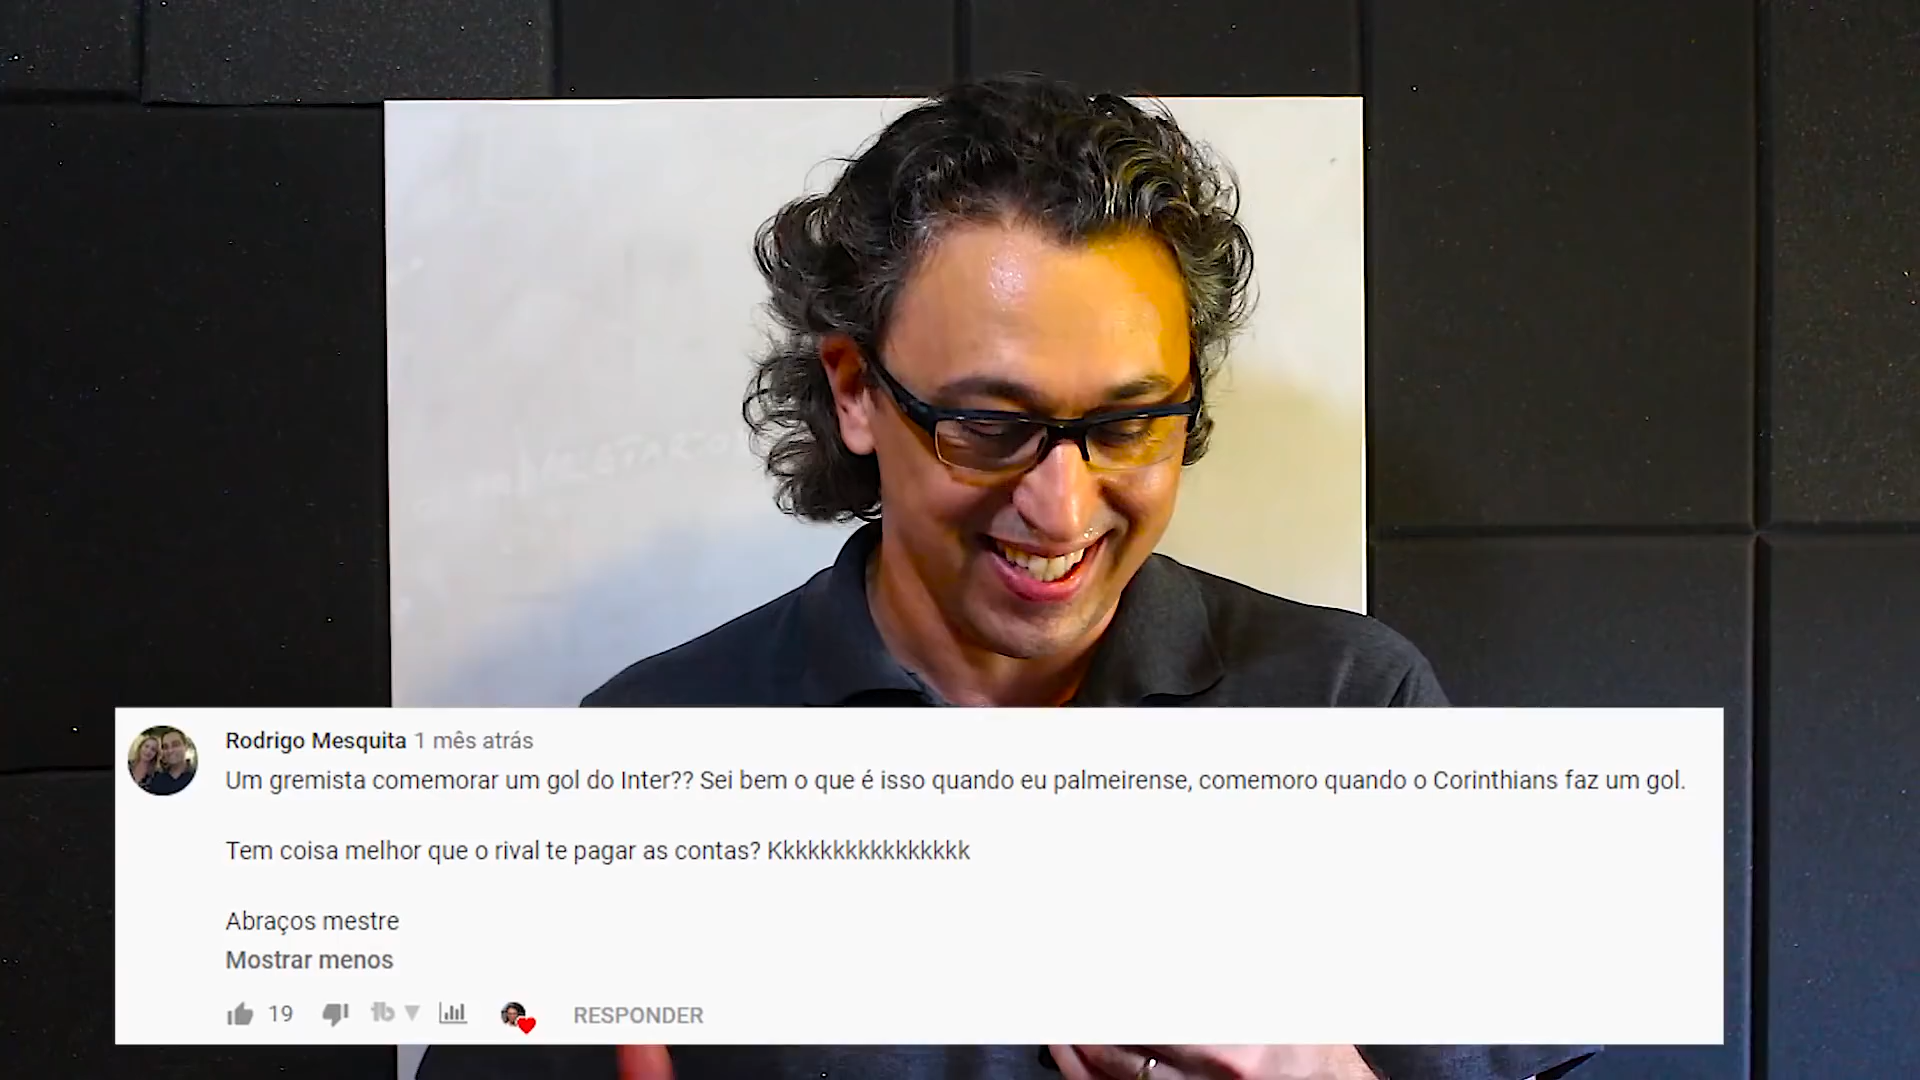 Rodrigo Mesquita 1 mês atrás
Um gremista comemorar um gol do Inter?? Sei bem o que é isso quando eu palmeirense, comemoro quando o Corinthians faz um gol.
Tem coisa melhor que o rival te pagar as contas? Kkkkkkkkkkkkkkkk
Abraços mestre
Mostrar menos
19 tb RESPONDER